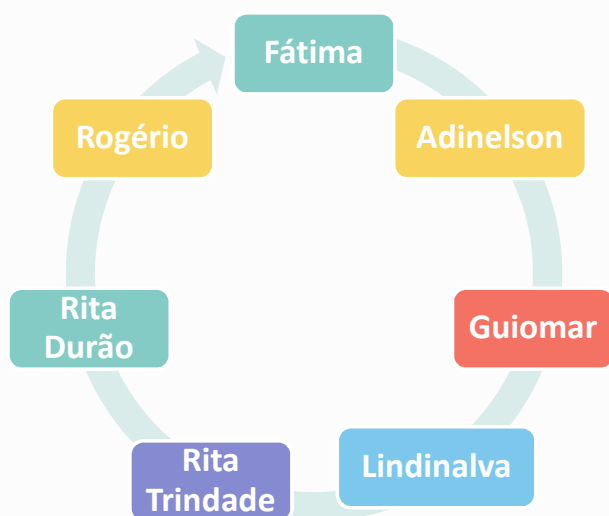 Fátima
Adinelson
Guiomar
Lindinalva
Rita
Trindade
Rita
Durão
Rogério